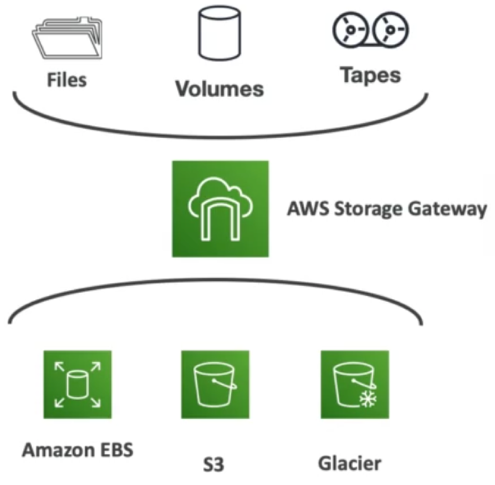 Files
Volumes
Tapes
AWS Storage Gateway
Amazon EBS
S3
Glacier